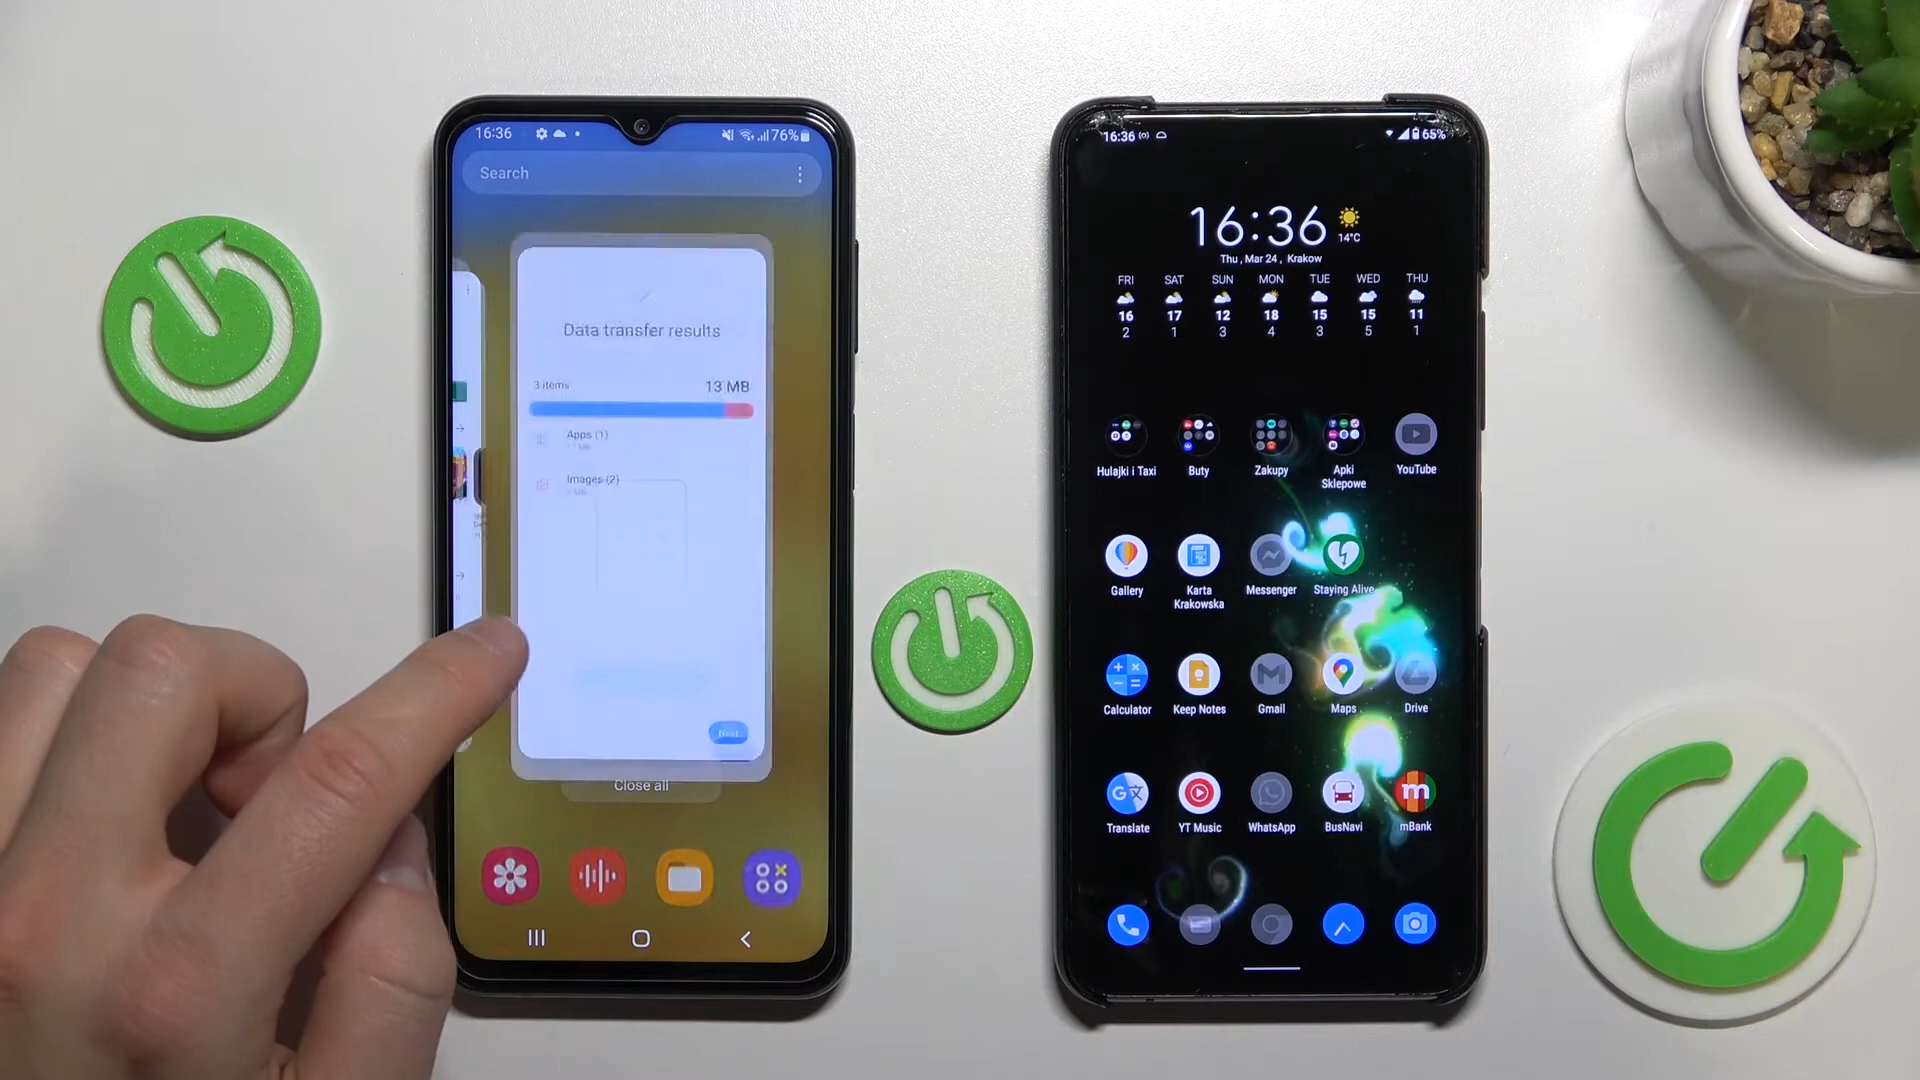 16:36
76%
Search
Data transfer results
3 items
13 MB
Apps (1)
Images (2)
Next
Close all
16:36
65%
16:36
14°C
Thu, Mar 24, Krakow
FRI SAT SUN MON TUE WED THU
16 17 12 18 15 15 11
2 1 3 4 3 5 1
Hulajki i Taxi
Buty
Zakupy
Apki Sklepowe
YouTube
Gallery
Karta Krakowska
Messenger
Staying Alive
Calculator
Keep Notes
Gmail
Maps
Drive
Translate
YT Music
WhatsApp
BusNavi
mBank